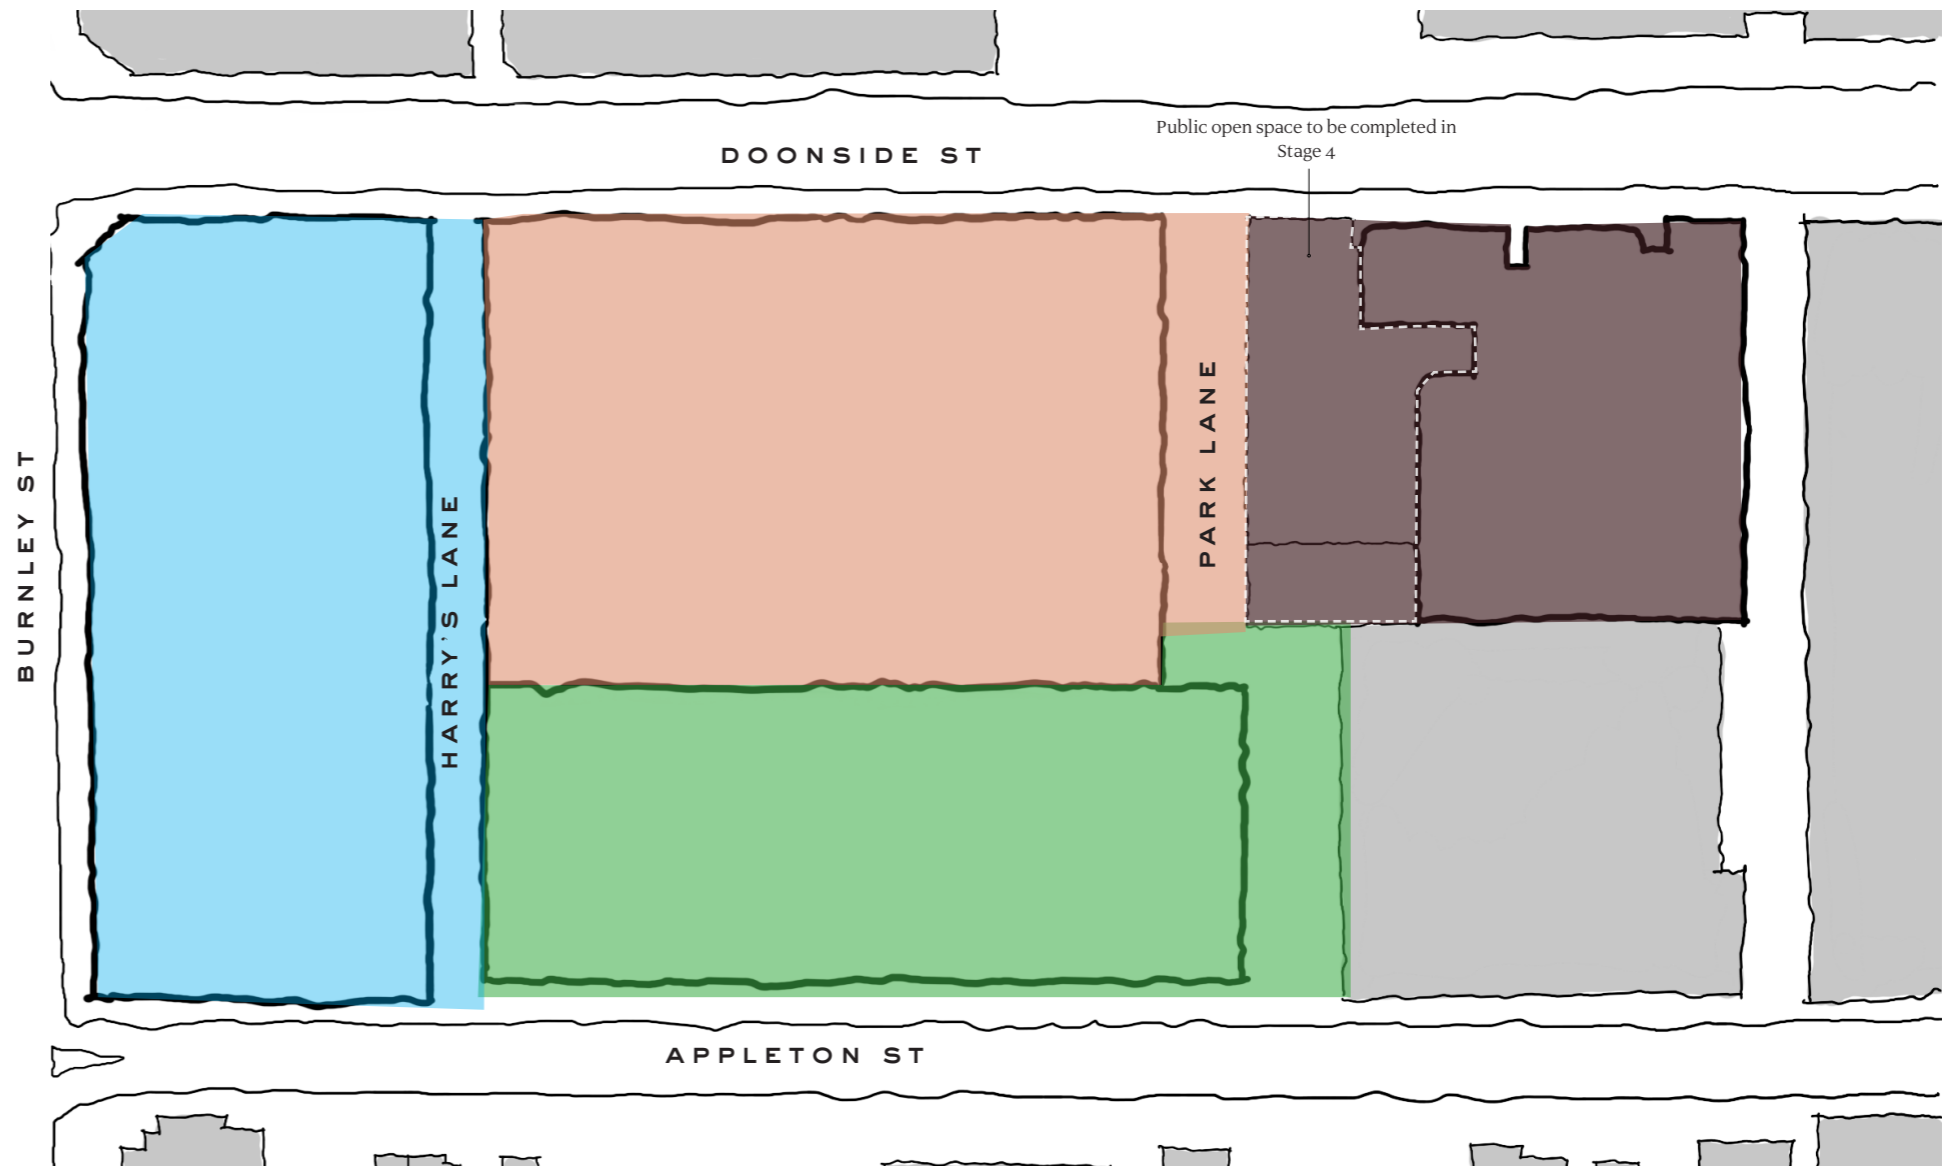 Public open space to be completed in
Stage 4
DOONSIDE ST
PARK LANE
BURNLEY ST
HARRY'S LANE
APPLETON ST